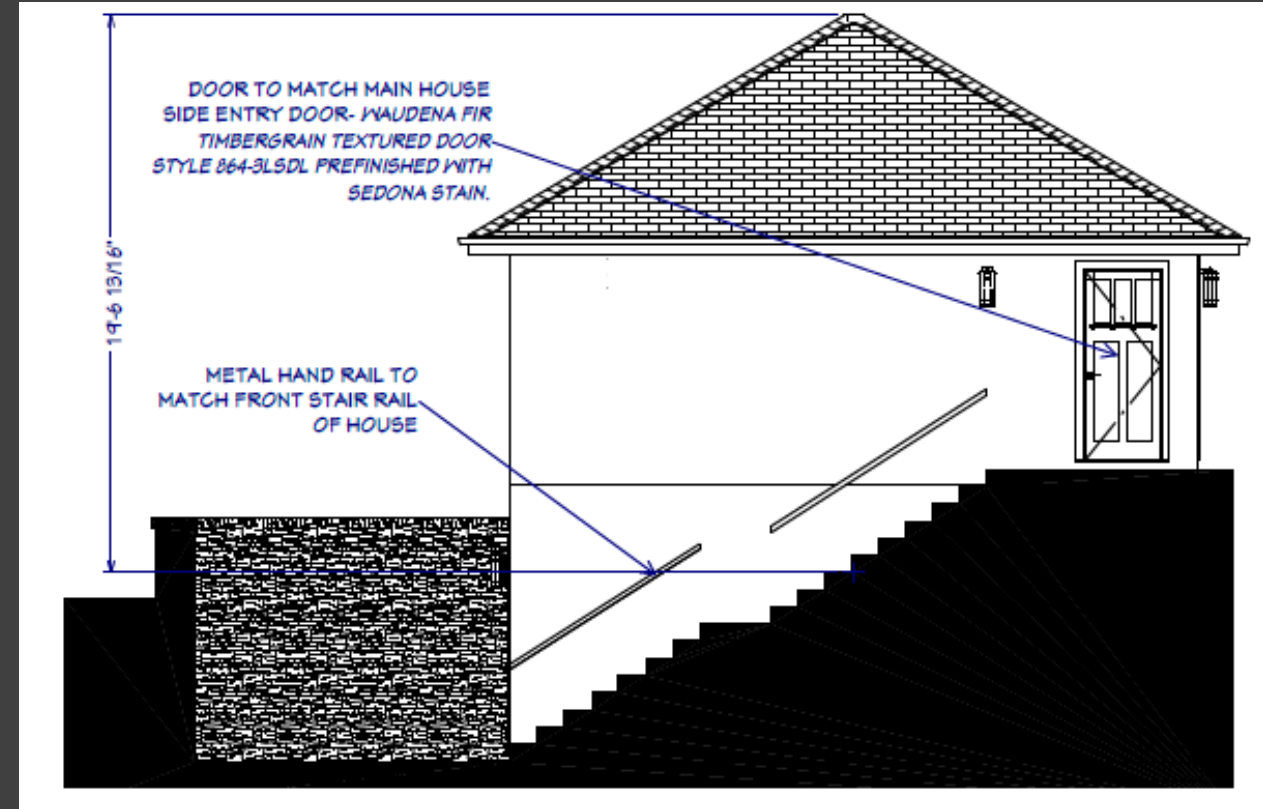 DOOR TO MATCH MAIN HOUSE
SIDE ENTRY DOOR- WAUDENA FIR
TIMBERGRAIN TEXTURED DOOR
STYLE 864-3LSDL PREFINISHED WITH
SEDONA STAIN.
19'-6 13/16"
METAL HAND RAIL TO
MATCH FRONT STAIR RAIL
OF HOUSE